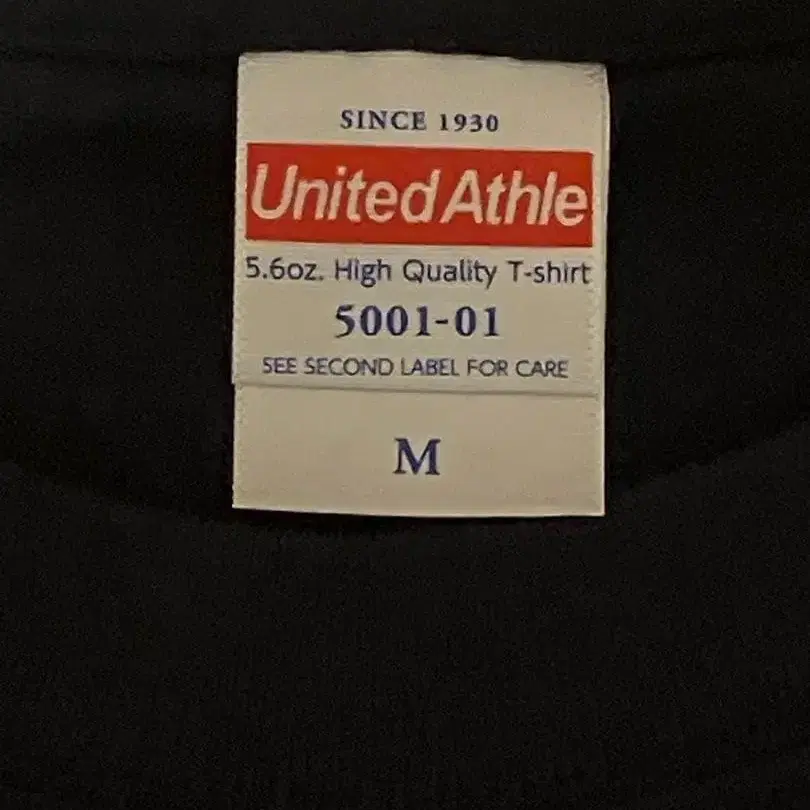 SINCE 1930
United Athle
5.6oz. High Quality T-shirt
5001-01
SEE SECOND LABEL FOR CARE
M